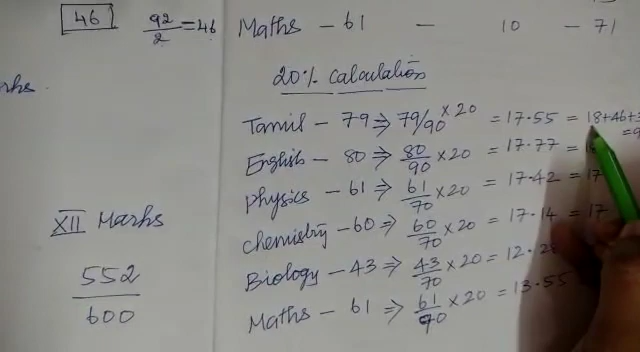 46
92/2 = 46
Maths - 61 - 10 - 71
20% Calculation
Tamil - 79 ⇒ 79/90 × 20 = 17.55 = 18+46+
English - 80 ⇒ 80/90 × 20 = 17.77 =
Physics - 61 ⇒ 61/70 × 20 = 17.42 = 17
Chemistry - 60 ⇒ 60/70 × 20 = 17.14 = 17
Biology - 43 ⇒ 43/70 × 20 = 12.28
Maths - 61 ⇒ 61/90 × 20 = 13.55
XII Marks
552
600